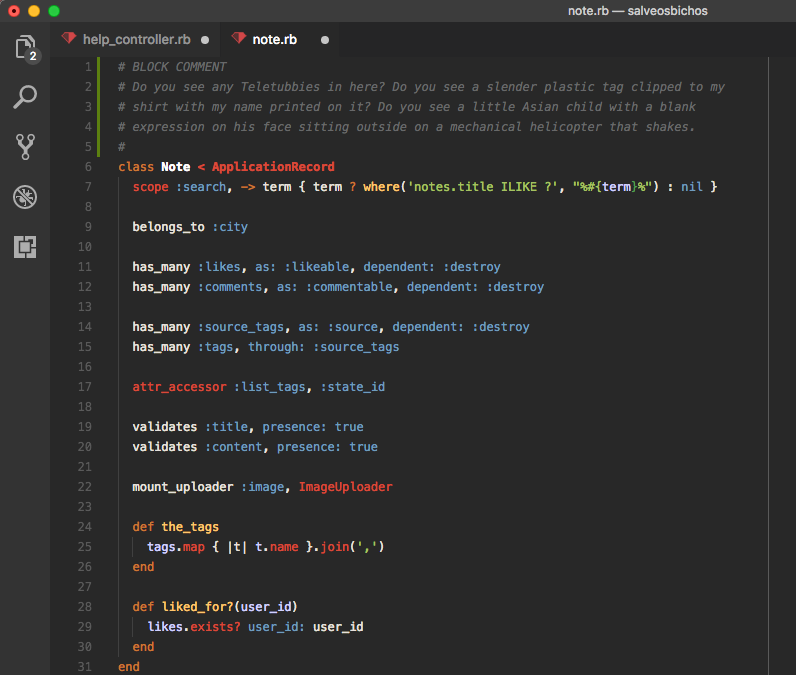 note.rb — salveosbichos
2
help_controller.rb
note.rb
1 # BLOCK COMMENT
2 # Do you see any Teletubbies in here? Do you see a slender plastic tag clipped to my
3 # shirt with my name printed on it? Do you see a little Asian child with a blank
4 # expression on his face sitting outside on a mechanical helicopter that shakes.
5 #
6 class Note < ApplicationRecord
7   scope :search, -> term { term ? where('notes.title ILIKE ?', "%#{term}%") : nil }
8
9   belongs_to :city
10
11   has_many :likes, as: :likeable, dependent: :destroy
12   has_many :comments, as: :commentable, dependent: :destroy
13
14   has_many :source_tags, as: :source, dependent: :destroy
15   has_many :tags, through: :source_tags
16
17   attr_accessor :list_tags, :state_id
18
19   validates :title, presence: true
20   validates :content, presence: true
21
22   mount_uploader :image, ImageUploader
23
24   def the_tags
25     tags.map { |t| t.name }.join(',')
26   end
27
28   def liked_for?(user_id)
29     likes.exists? user_id: user_id
30   end
31 end